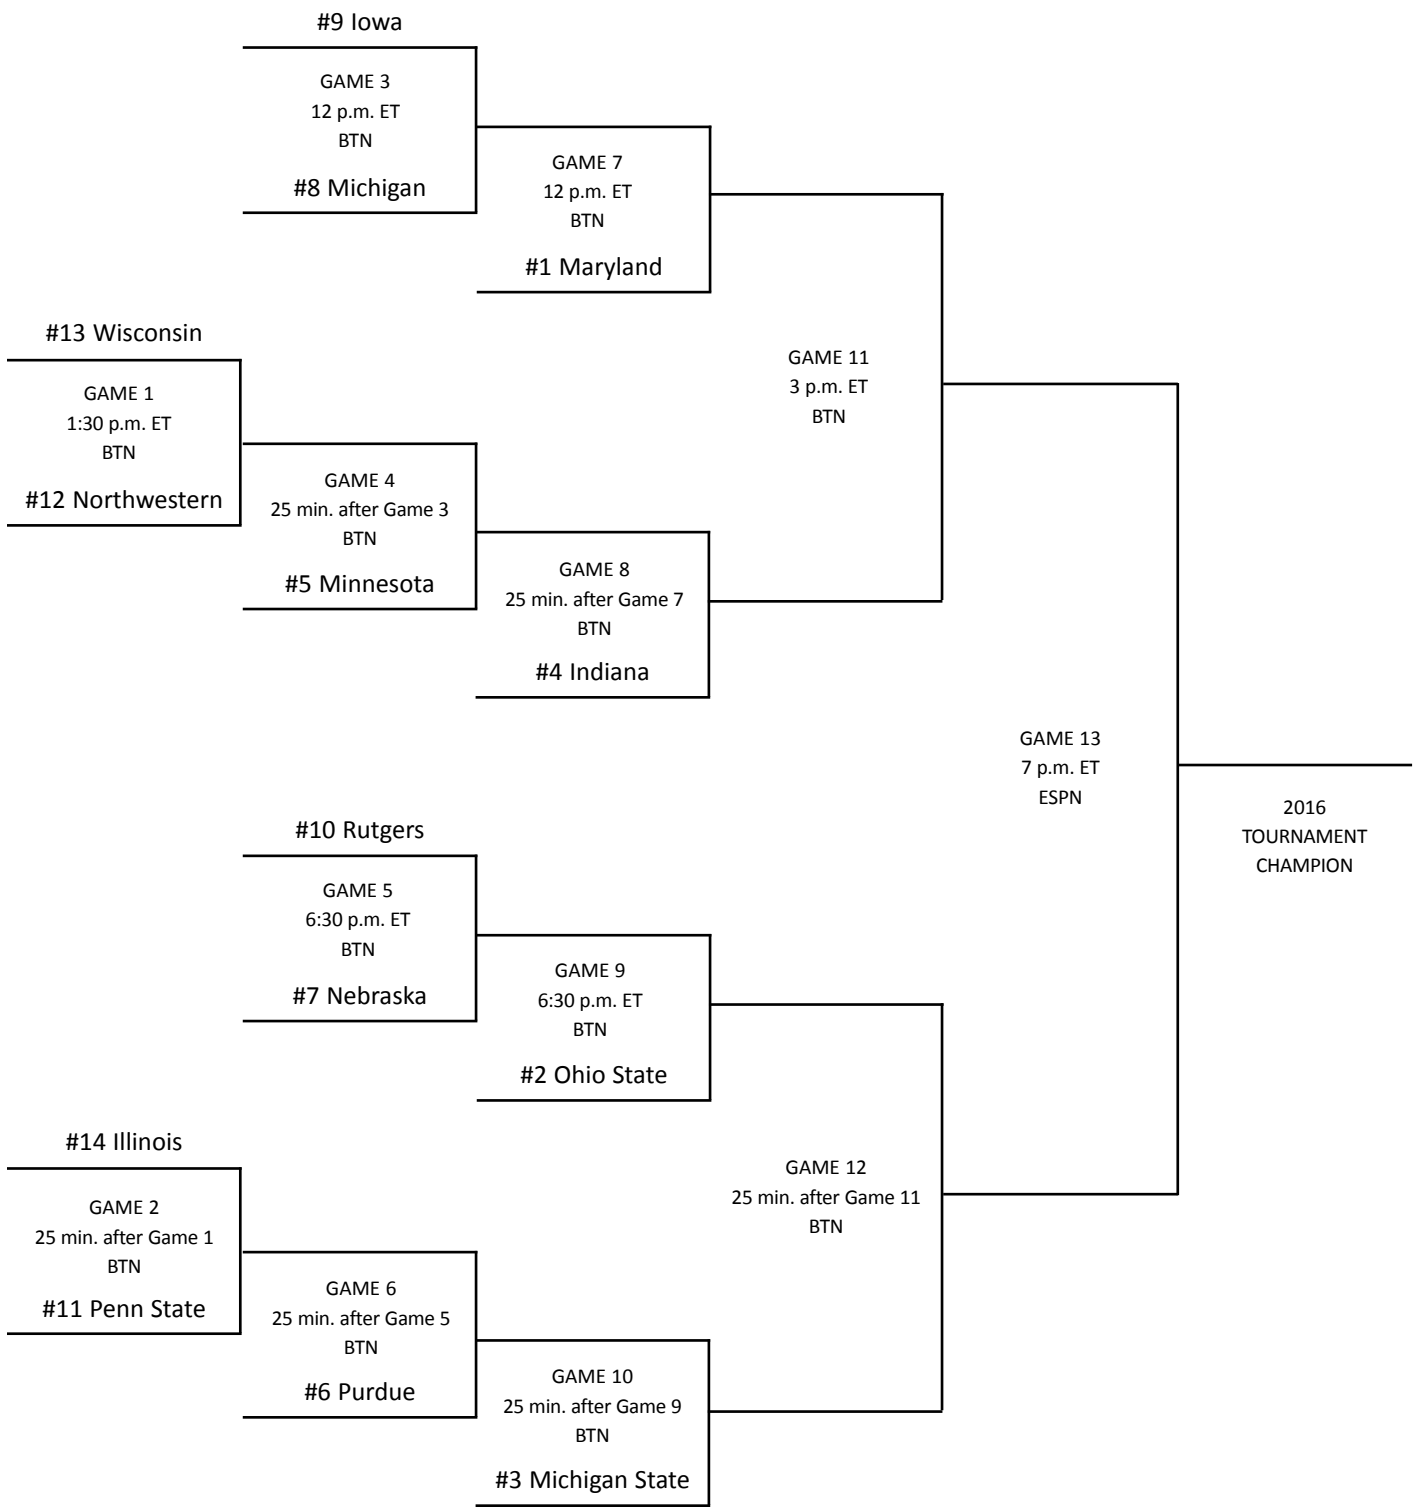 #9 Iowa
GAME 3
12 p.m. ET
BTN
#8 Michigan
GAME 7
12 p.m. ET
BTN
#1 Maryland
#13 Wisconsin
GAME 1
1:30 p.m. ET
BTN
#12 Northwestern
GAME 4
25 min. after Game 3
BTN
#5 Minnesota
GAME 8
25 min. after Game 7
BTN
#4 Indiana
GAME 11
3 p.m. ET
BTN
#10 Rutgers
GAME 5
6:30 p.m. ET
BTN
#7 Nebraska
GAME 9
6:30 p.m. ET
BTN
#2 Ohio State
#14 Illinois
GAME 2
25 min. after Game 1
BTN
#11 Penn State
GAME 6
25 min. after Game 5
BTN
#6 Purdue
GAME 10
25 min. after Game 9
BTN
#3 Michigan State
GAME 12
25 min. after Game 11
BTN
GAME 13
7 p.m. ET
ESPN
2016
TOURNAMENT
CHAMPION